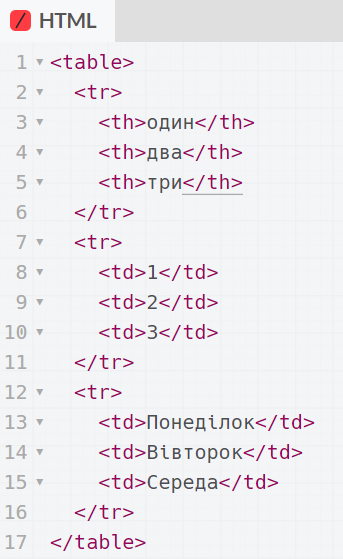 HTML
1 <table>
2 <tr>
3 <th>один</th>
4 <th>два</th>
5 <th>три</th>
6 </tr>
7 <tr>
8 <td>1</td>
9 <td>2</td>
10 <td>3</td>
11 </tr>
12 <tr>
13 <td>Понеділок</td>
14 <td>Вівторок</td>
15 <td>Середа</td>
16 </tr>
17 </table>